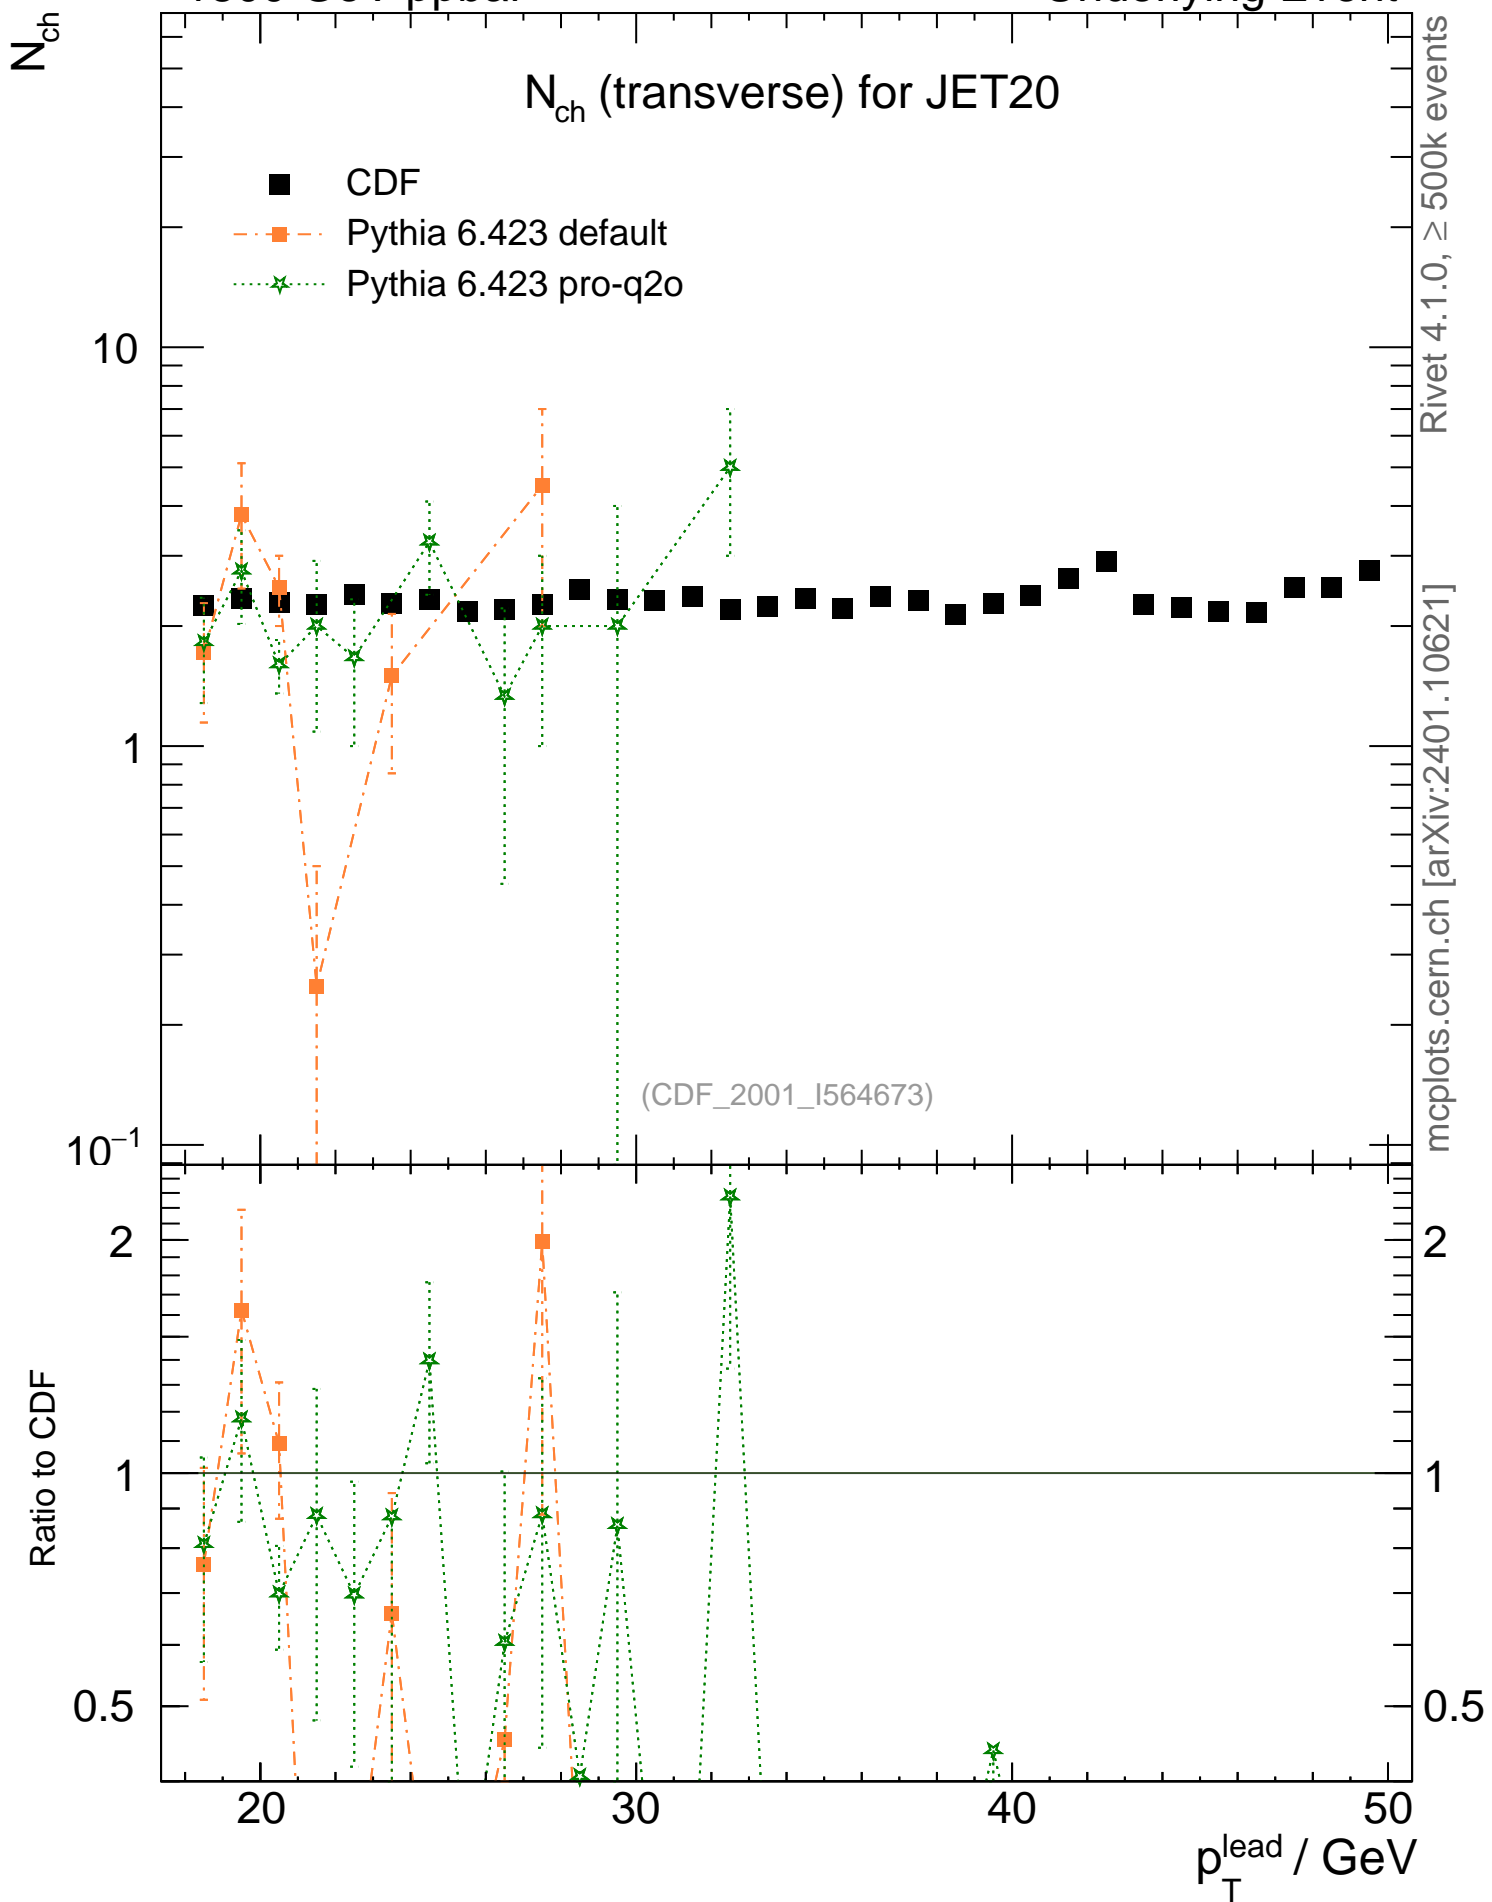 N_ch
N_ch (transverse) for JET20
CDF
Pythia 6.423 default
Pythia 6.423 pro-q2o
10
1
10^−1
(CDF_2001_I564673)
Rivet 4.1.0, ≥ 500k events
mcplots.cern.ch [arXiv:2401.10621]
Ratio to CDF
2
1
0.5
2
1
0.5
20
30
40
50
p_T^lead / GeV